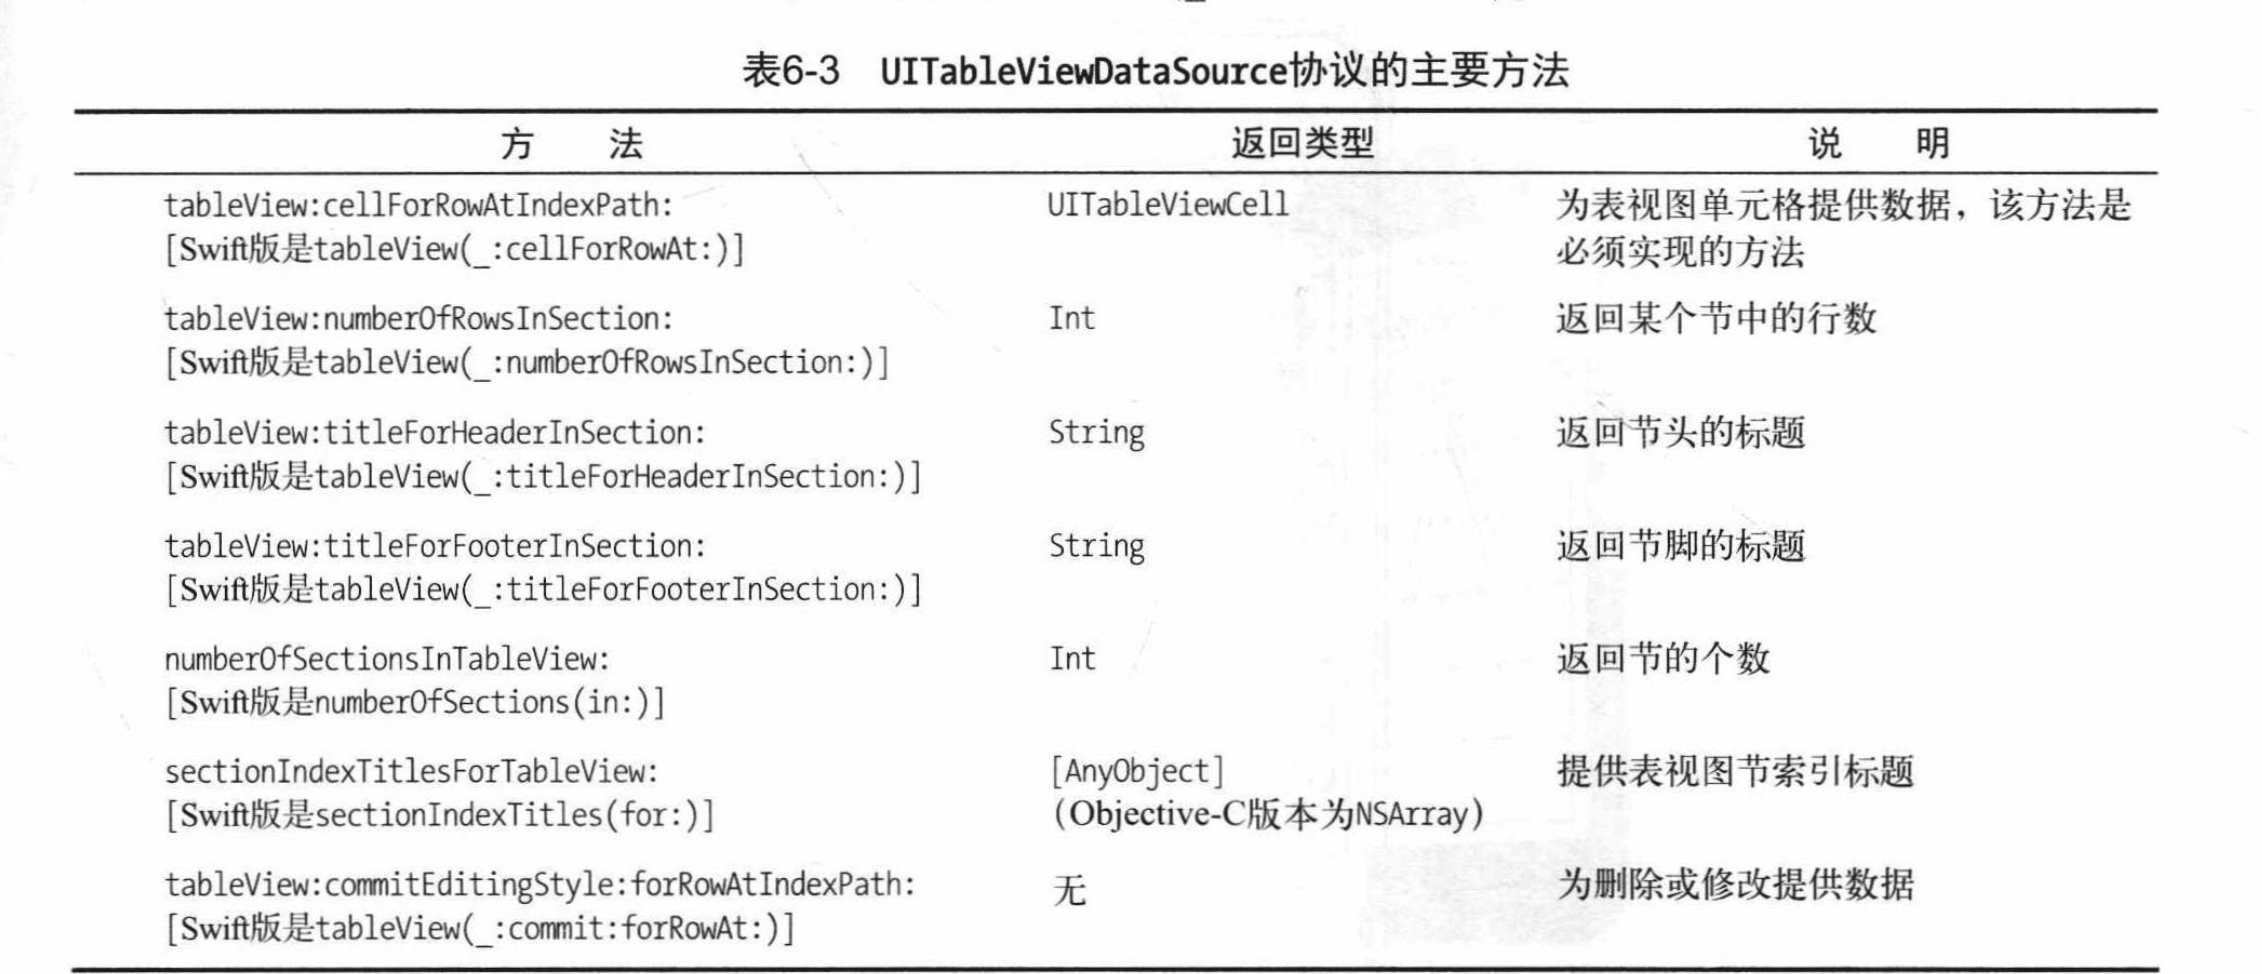 表6-3 UITableViewDataSource协议的主要方法
方 法 返回类型 说 明
tableView:cellForRowAtIndexPath: UITableViewCell 为表视图单元格提供数据，该方法是
[Swift版是tableView(_:cellForRowAt:)] 必须实现的方法
tableView:numberOfRowsInSection: Int 返回某个节中的行数
[Swift版是tableView(_:numberOfRowsInSection:)]
tableView:titleForHeaderInSection: String 返回节头的标题
[Swift版是tableView(_:titleForHeaderInSection:)]
tableView:titleForFooterInSection: String 返回节脚的标题
[Swift版是tableView(_:titleForFooterInSection:)]
numberOfSectionsInTableView: Int 返回节的个数
[Swift版是numberOfSections(in:)]
sectionIndexTitlesForTableView: [AnyObject] 提供表视图节索引标题
[Swift版是sectionIndexTitles(for:)] （Objective-C版本为NSArray）
tableView:commitEditingStyle:forRowAtIndexPath: 无 为删除或修改提供数据
[Swift版是tableView(_:commit:forRowAt:)]